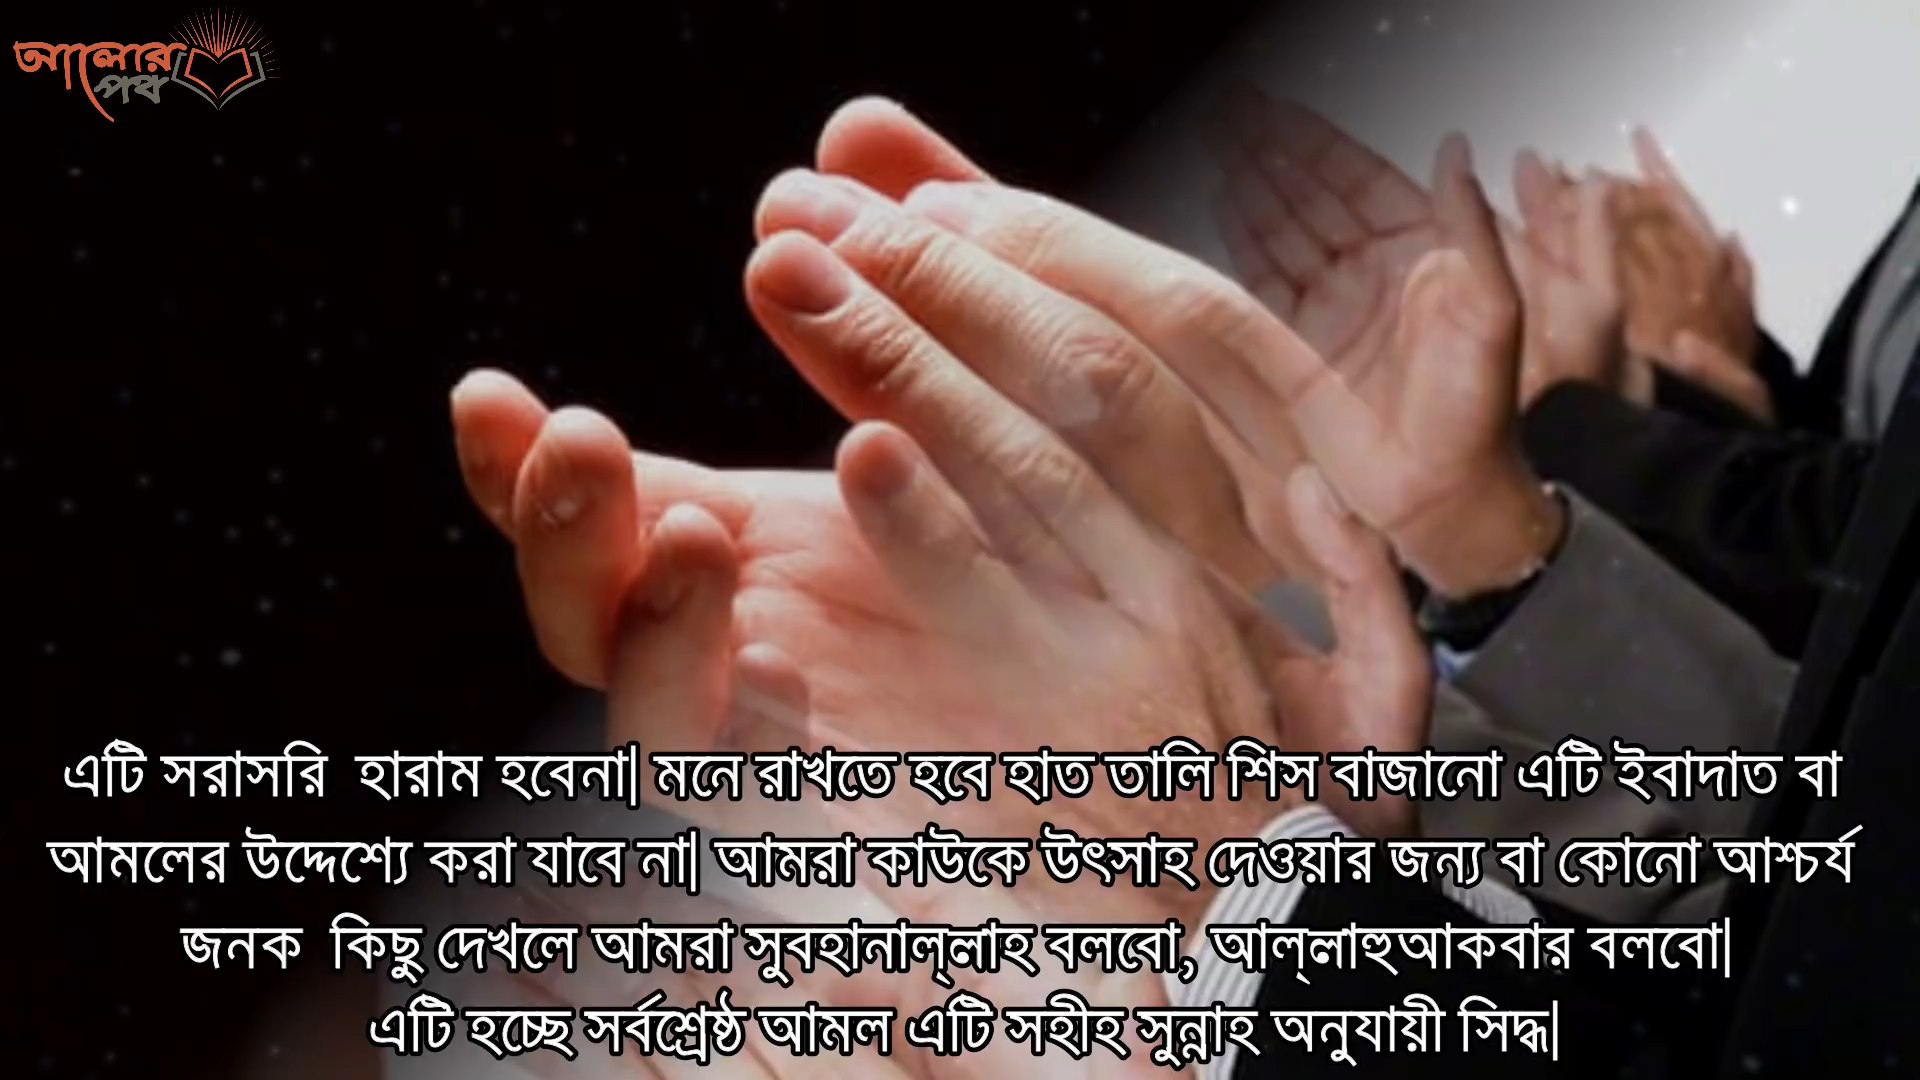 আলোর
পথ
এটি সরাসরি হারাম হবেনা| মনে রাখতে হবে হাত তালি শিস বাজানো এটি ইবাদাত বা
আমলের উদ্দেশ্যে করা যাবে না| আমরা কাউকে উৎসাহ দেওয়ার জন্য বা কোনো আশ্চর্য
জনক কিছু দেখলে আমরা সুবহানাল্‌লাহ বলবো, আল্‌লাহুআকবার বলবো|
এটি হচ্ছে সর্বশ্রেষ্ঠ আমল এটি সহীহ সুন্নাহ অনুযায়ী সিদ্ধ|